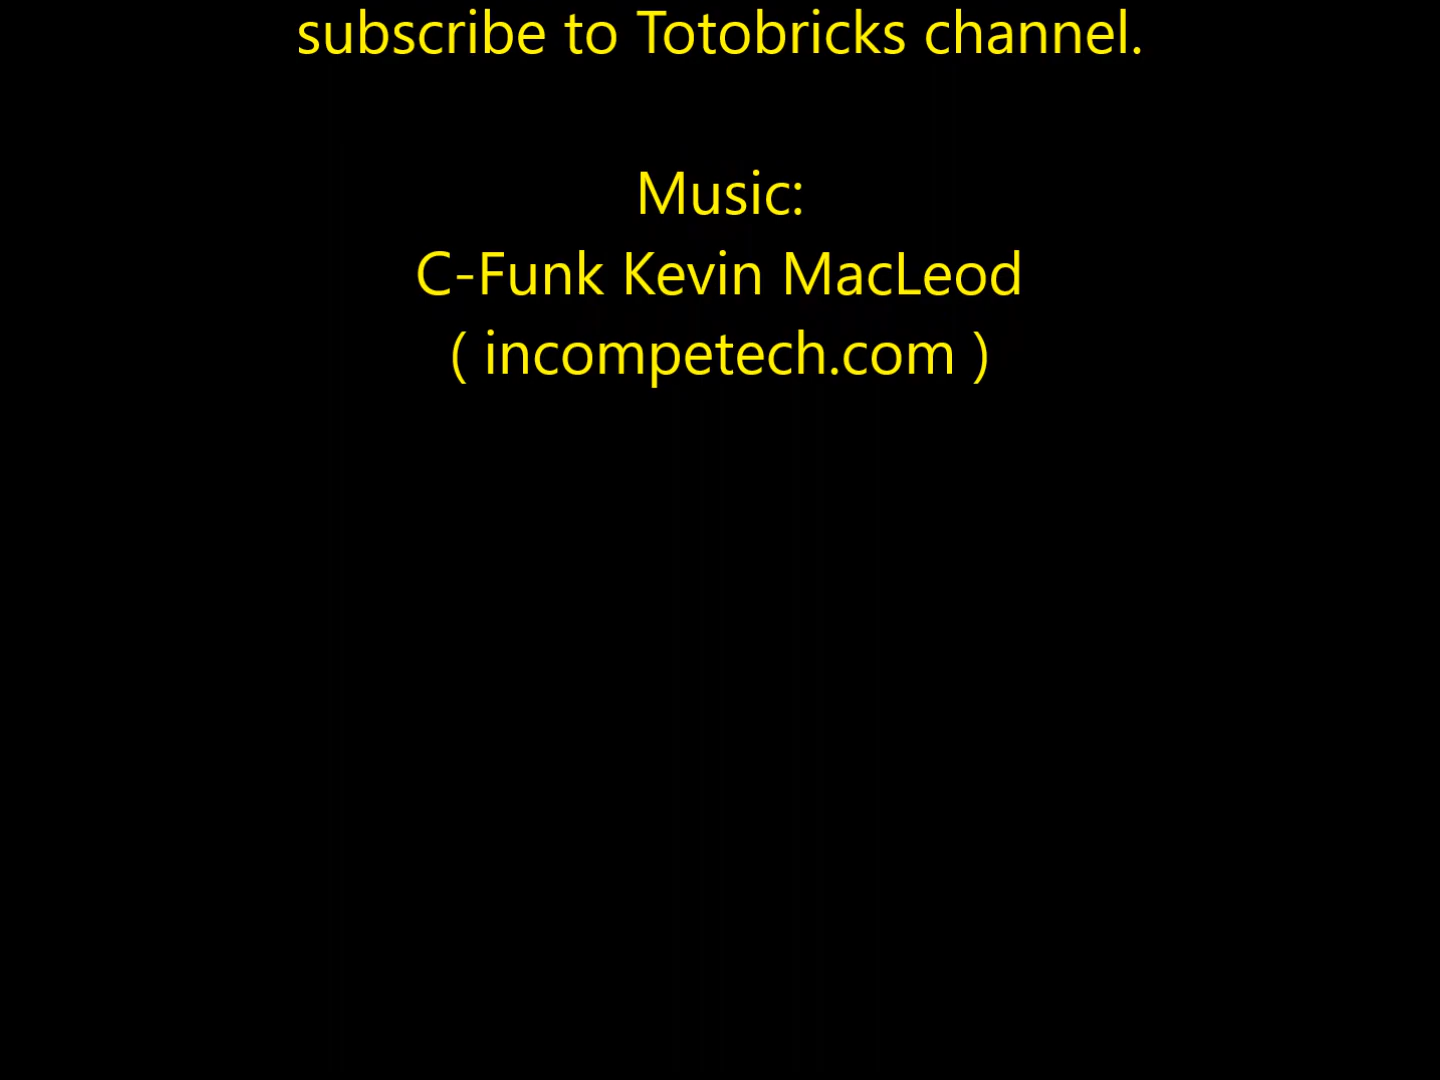 subscribe to Totobricks channel.
Music:
C-Funk Kevin MacLeod
( incompetech.com )